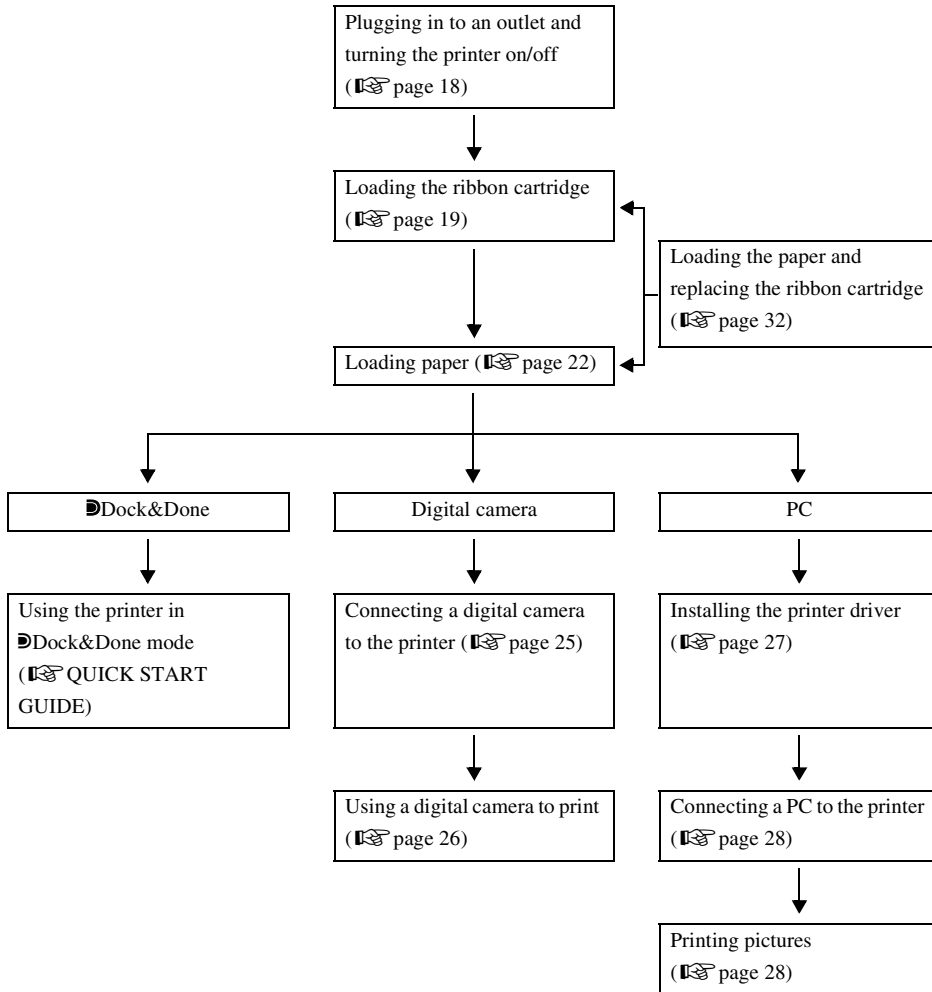 Plugging in to an outlet and
turning the printer on/off
(☞ page 18)
Loading the ribbon cartridge
(☞ page 19)
Loading the paper and
replacing the ribbon cartridge
(☞ page 32)
Loading paper (☞ page 22)
Dock&Done
Digital camera
PC
Using the printer in
Dock&Done mode
(☞ QUICK START
GUIDE)
Connecting a digital camera
to the printer (☞ page 25)
Installing the printer driver
(☞ page 27)
Using a digital camera to print
(☞ page 26)
Connecting a PC to the printer
(☞ page 28)
Printing pictures
(☞ page 28)